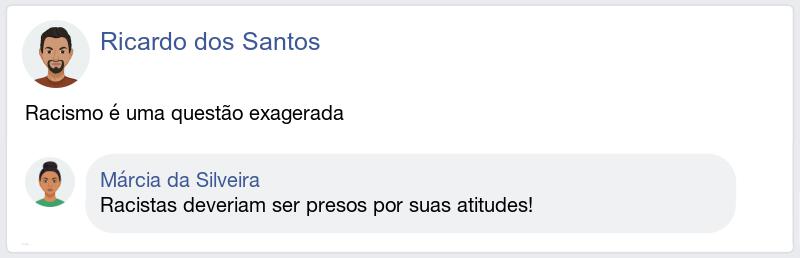 Ricardo dos Santos
Racismo é uma questão exagerada
Márcia da Silveira
Racistas deveriam ser presos por suas atitudes!